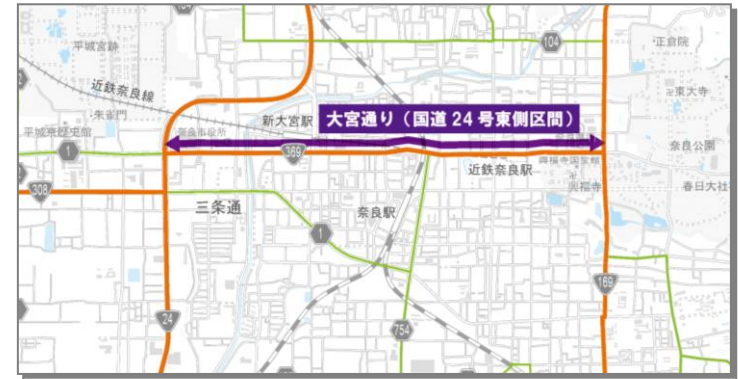 104
正倉院
平城宮跡
近鉄奈良線
東大寺
朱雀門
新大宮駅
大宮通り（国道24号東側区間）
平城京歴史館
奈良市役所
1
369
近鉄奈良駅
奈良公園
興福寺国宝館
308
興福寺
春日大社
三条通
奈良駅
1
169
24
754